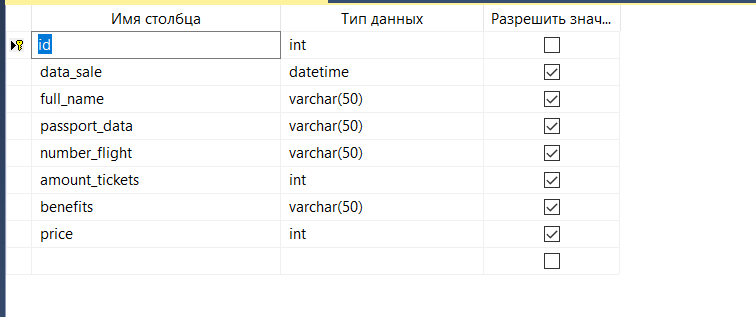 Имя столбца Тип данных Разрешить знач...
id int
data_sale datetime
full_name varchar(50)
passport_data varchar(50)
number_flight varchar(50)
amount_tickets int
benefits varchar(50)
price int